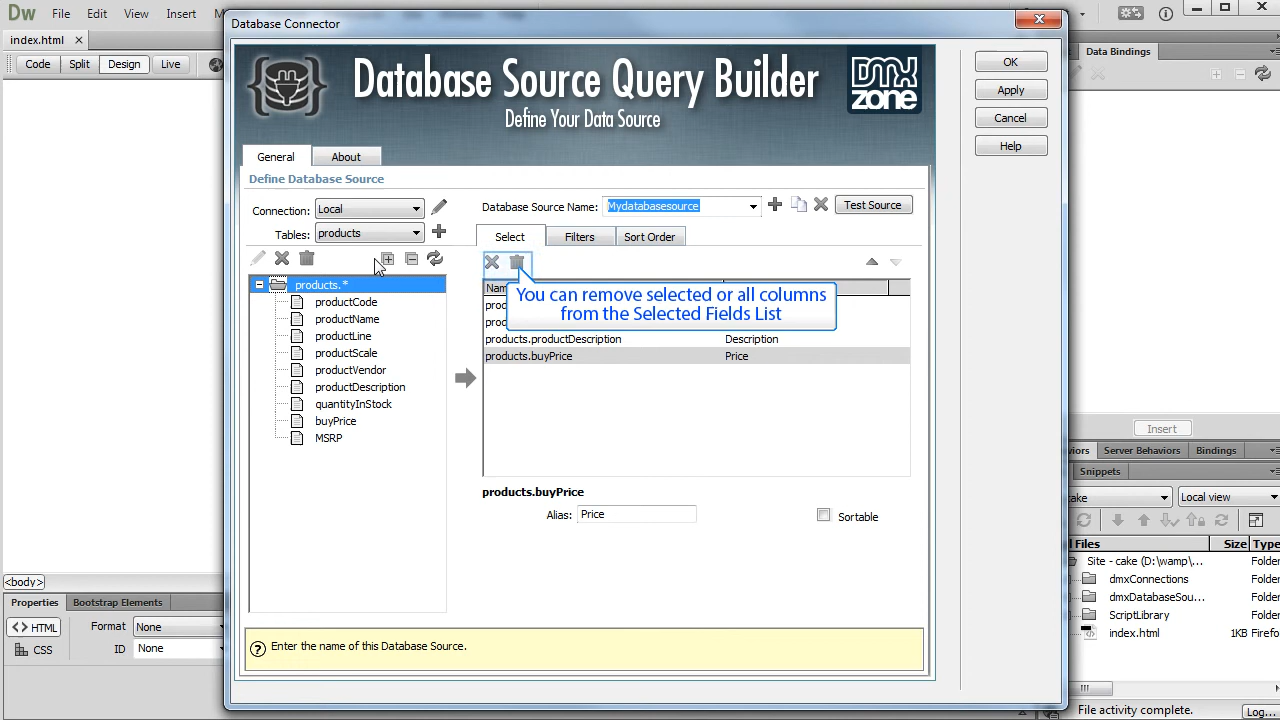 Dw File Edit View Insert
Database Connector
index.html
Code Split Design Live
Data Bindings
Database Source Query Builder
Define Your Data Source
DMX
zone
OK
Apply
Cancel
Help
General About
Define Database Source
Connection: Local
Tables: products
Database Source Name: Mydatabasesource
Test Source
Select Filters Sort Order
products.*
productCode
productName
productLine
productScale
productVendor
productDescription
quantityInStock
buyPrice
MSRP
You can remove selected or all columns
from the Selected Fields List
products.productDescription Description
products.buyPrice Price
products.buyPrice
Alias: Price
Sortable
Enter the name of this Database Source.
Insert
Server Behaviors Bindings
Snippets
Local view
Files Size Type
Site - cake (D:\wamp\... Folder
dmxConnections Folder
dmxDatabaseSou... Folder
ScriptLibrary Folder
index.html 1KB Firefo
<body>
Properties Bootstrap Elements
<> HTML Format None
CSS ID None
File activity complete. Log...